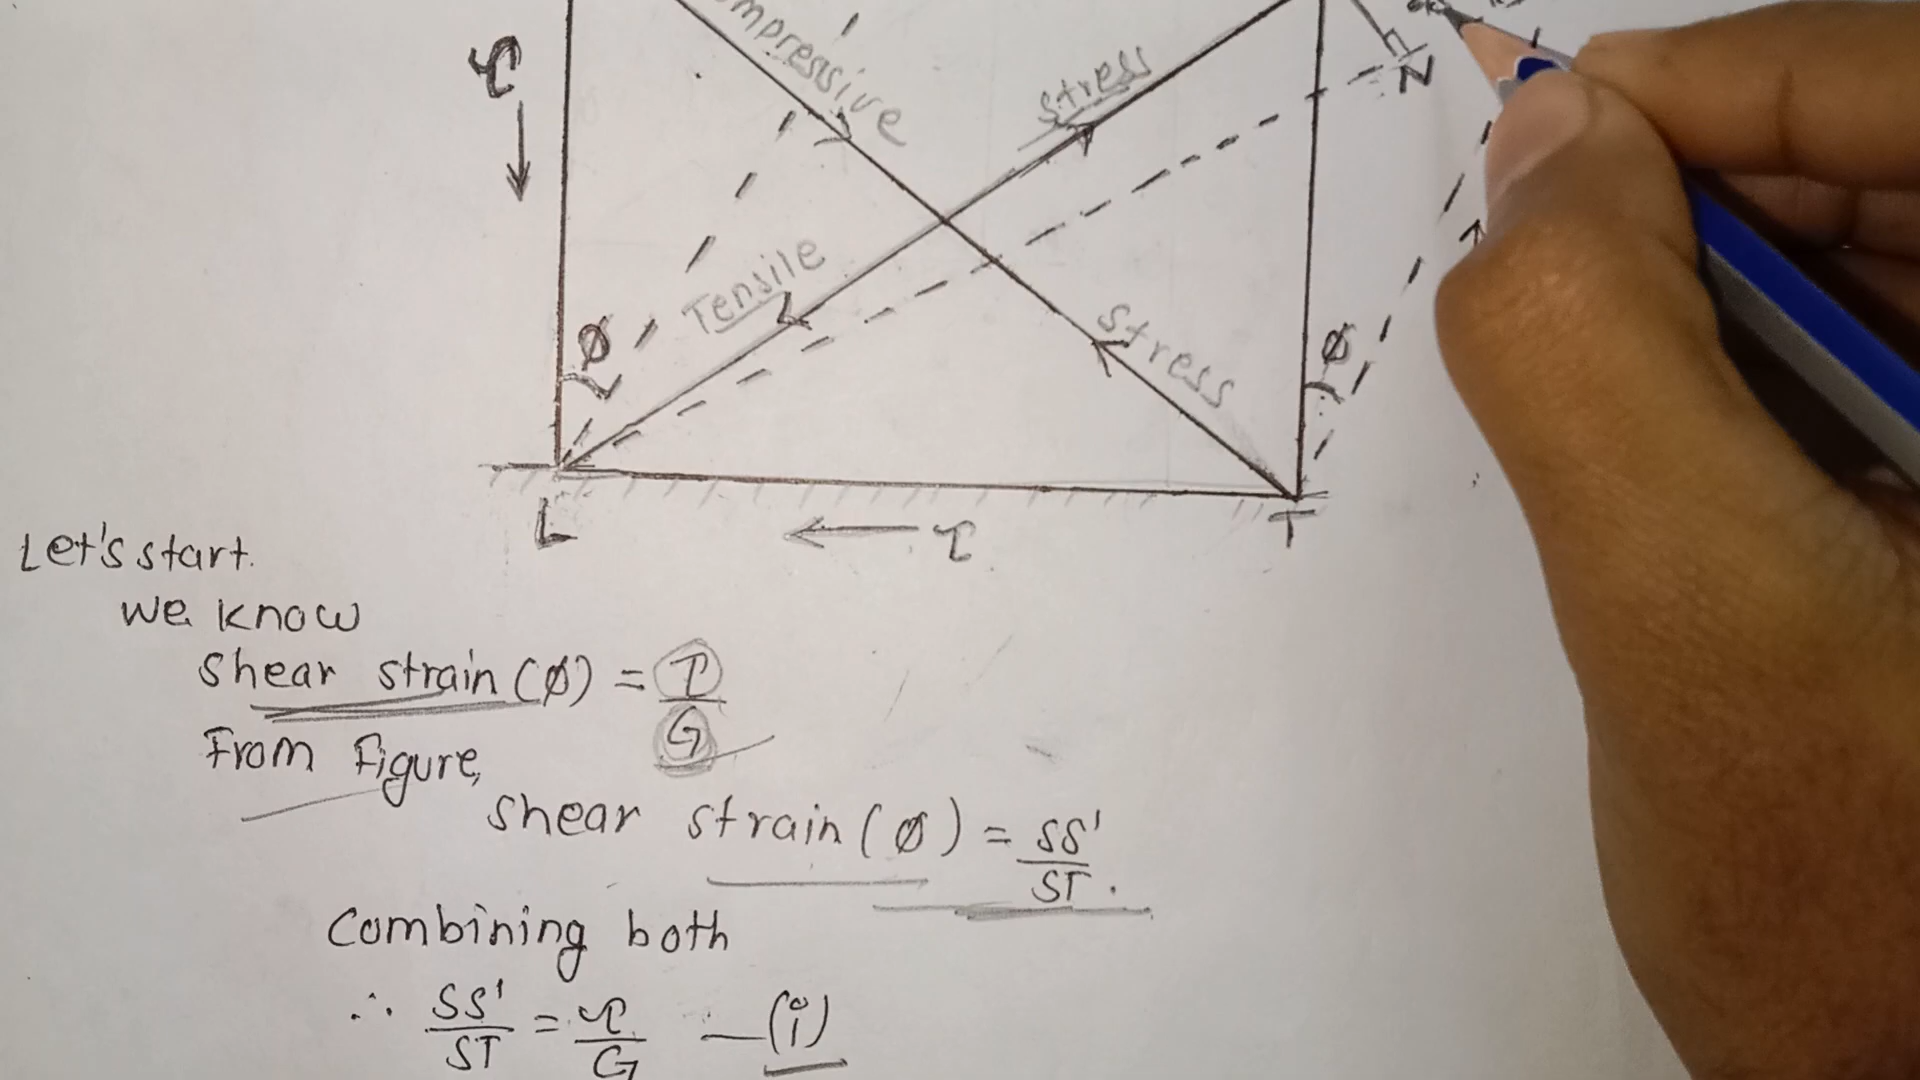 compressive
stress
N
τ
Tensile
stress
Ø
Ø
L
τ
T
Let's start.
we know
shear strain (Ø) = τ/G
From Figure,
shear strain (Ø) = SS'/ST.
combining both
∴ SS'/ST = τ/G —(i)